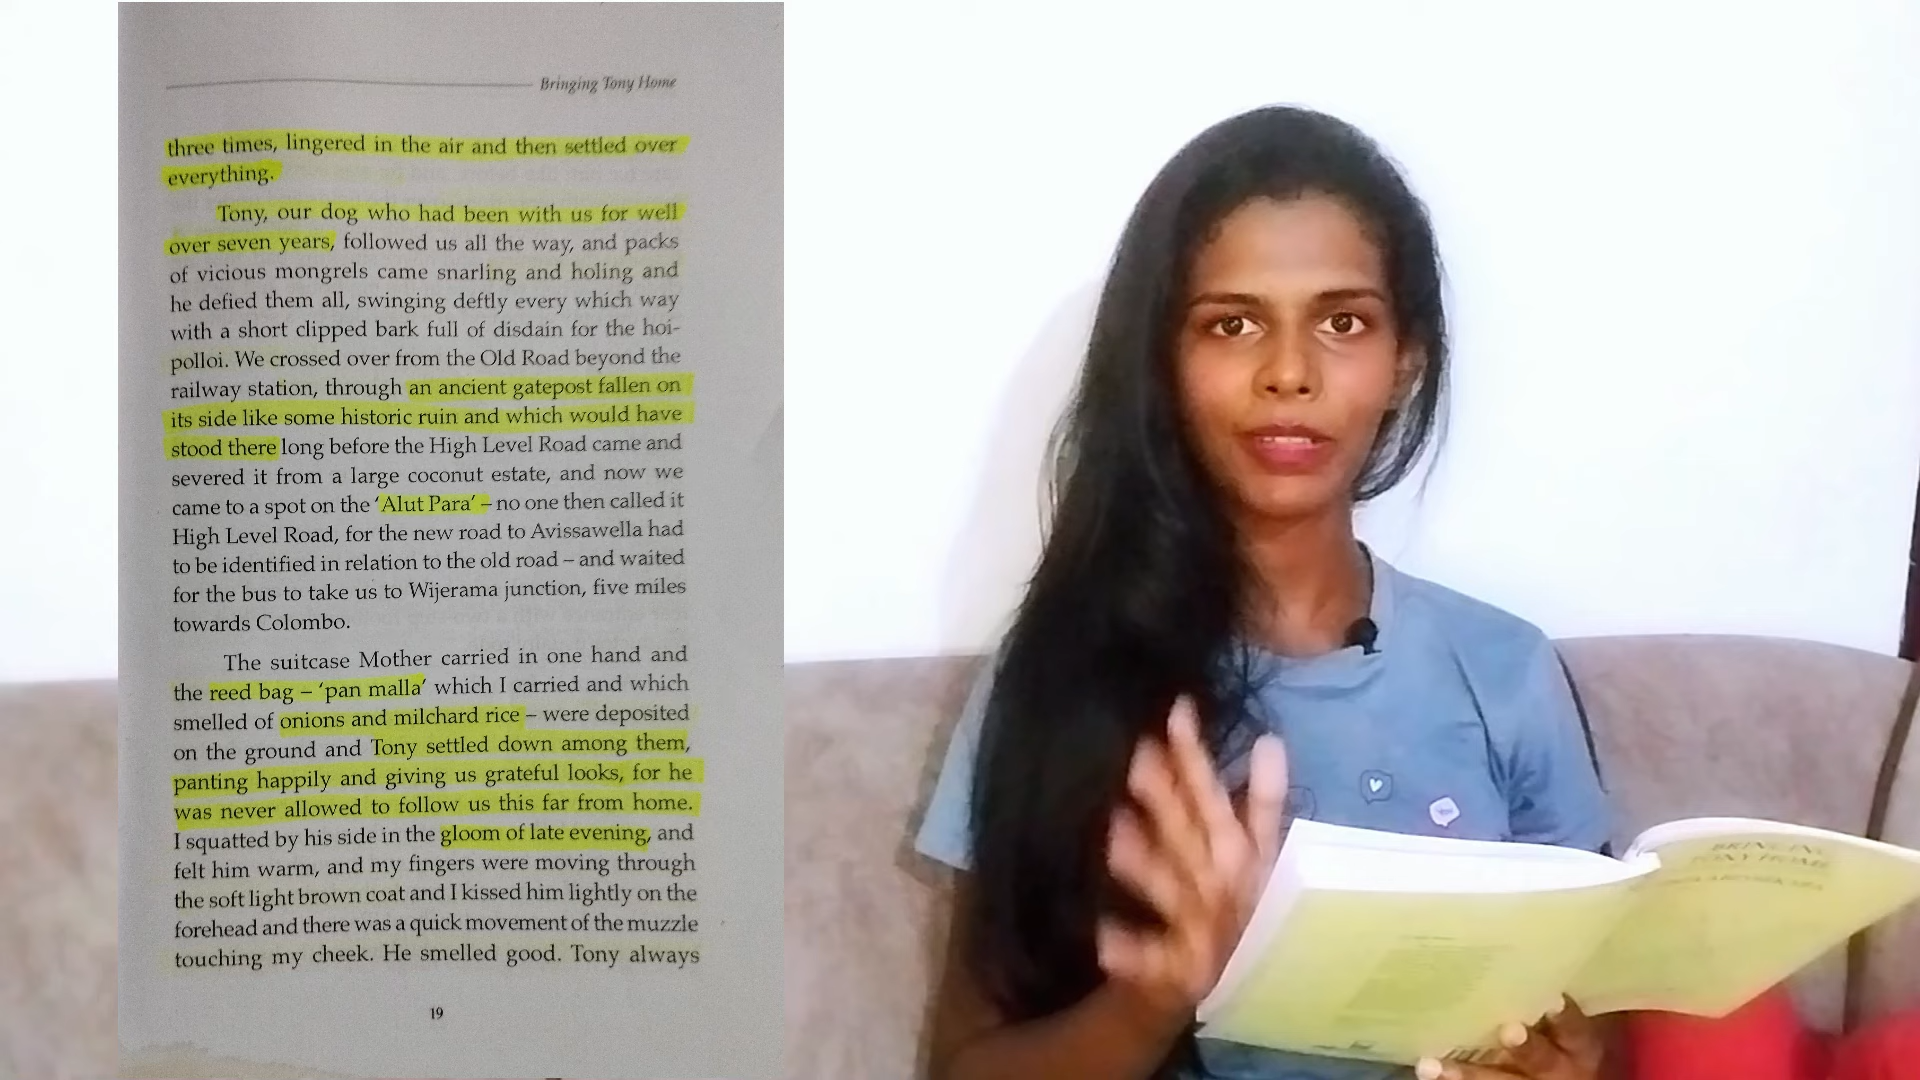 Bringing Tony Home
three times, lingered in the air and then settled over
everything.
Tony, our dog who had been with us for well
over seven years, followed us all the way, and packs
of vicious mongrels came snarling and holing and
he defied them all, swinging deftly every which way
with a short clipped bark full of disdain for the hoi-
polloi. We crossed over from the Old Road beyond the
railway station, through an ancient gatepost fallen on
its side like some historic ruin and which would have
stood there long before the High Level Road came and
severed it from a large coconut estate, and now we
came to a spot on the ‘Alut Para’ – no one then called it
High Level Road, for the new road to Avissawella had
to be identified in relation to the old road – and waited
for the bus to take us to Wijerama junction, five miles
towards Colombo.
The suitcase Mother carried in one hand and
the reed bag – ‘pan malla’ which I carried and which
smelled of onions and milchard rice – were deposited
on the ground and Tony settled down among them,
panting happily and giving us grateful looks, for he
was never allowed to follow us this far from home.
I squatted by his side in the gloom of late evening, and
felt him warm, and my fingers were moving through
the soft light brown coat and I kissed him lightly on the
forehead and there was a quick movement of the muzzle
touching my cheek. He smelled good. Tony always
19
BRINGING
TONY HOME